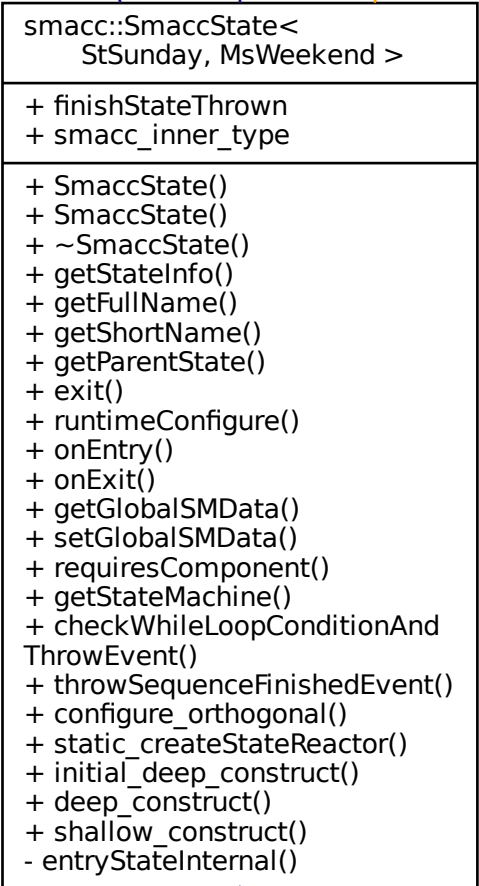 smacc::SmaccState<
StSunday, MsWeekend >
+ finishStateThrown
+ smacc_inner_type
+ SmaccState()
+ SmaccState()
+ ~SmaccState()
+ getStateInfo()
+ getFullName()
+ getShortName()
+ getParentState()
+ exit()
+ runtimeConfigure()
+ onEntry()
+ onExit()
+ getGlobalSMData()
+ setGlobalSMData()
+ requiresComponent()
+ getStateMachine()
+ checkWhileLoopConditionAnd
ThrowEvent()
+ throwSequenceFinishedEvent()
+ configure_orthogonal()
+ static_createStateReactor()
+ initial_deep_construct()
+ deep_construct()
+ shallow_construct()
- entryStateInternal()